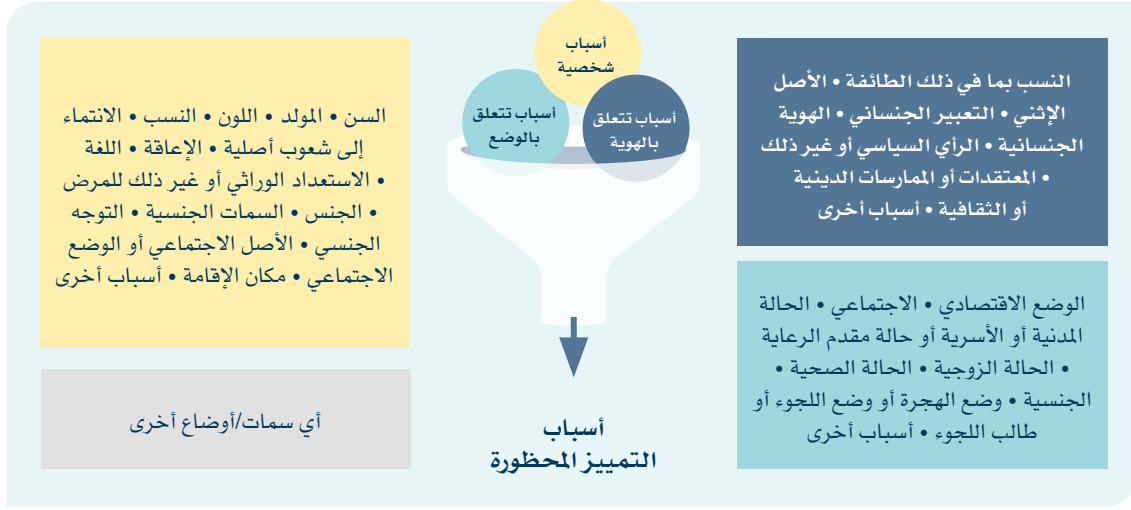 النسب بما في ذلك الطائفة • الأصل
الإثني • التعبير الجنساني • الهوية
الجنسانية • الرأي السياسي أو غير ذلك
• المعتقدات أو الممارسات الدينية
أو الثقافية • أسباب أخرى
الوضع الاقتصادي • الاجتماعي • الحالة
المدنية أو الأسرية أو حالة مقدم الرعاية
• الحالة الزوجية • الحالة الصحية •
الجنسية • وضع الهجرة أو وضع اللجوء أو
طالب اللجوء • أسباب أخرى
أسباب
شخصية
أسباب تتعلق
بالهوية
أسباب تتعلق
بالوضع
أسباب
التمييز المحظورة
السن • المولد • اللون • النسب • الانتماء
إلى شعوب أصلية • الإعاقة • اللغة
• الاستعداد الوراثي أو غير ذلك للمرض
• الجنس • السمات الجنسية • التوجه
الجنسي • الأصل الاجتماعي أو الوضع
الاجتماعي • مكان الإقامة • أسباب أخرى
أي سمات/أوضاع أخرى